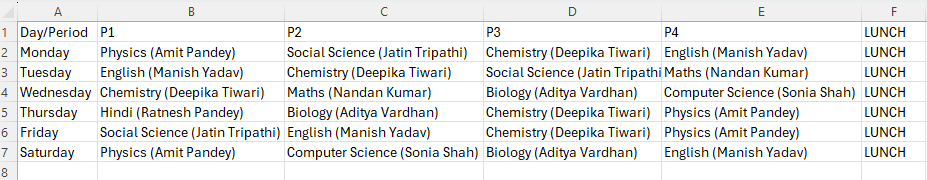 A B C D E F
1 Day/Period P1 P2 P3 P4 LUNCH
2 Monday Physics (Amit Pandey) Social Science (Jatin Tripathi) Chemistry (Deepika Tiwari) English (Manish Yadav) LUNCH
3 Tuesday English (Manish Yadav) Chemistry (Deepika Tiwari) Social Science (Jatin Tripathi Maths (Nandan Kumar) LUNCH
4 Wednesday Chemistry (Deepika Tiwari) Maths (Nandan Kumar) Biology (Aditya Vardhan) Computer Science (Sonia Shah) LUNCH
5 Thursday Hindi (Ratnesh Pandey) Biology (Aditya Vardhan) Chemistry (Deepika Tiwari) Physics (Amit Pandey) LUNCH
6 Friday Social Science (Jatin Tripathi) English (Manish Yadav) Chemistry (Deepika Tiwari) Physics (Amit Pandey) LUNCH
7 Saturday Physics (Amit Pandey) Computer Science (Sonia Shah) Biology (Aditya Vardhan) English (Manish Yadav) LUNCH
8